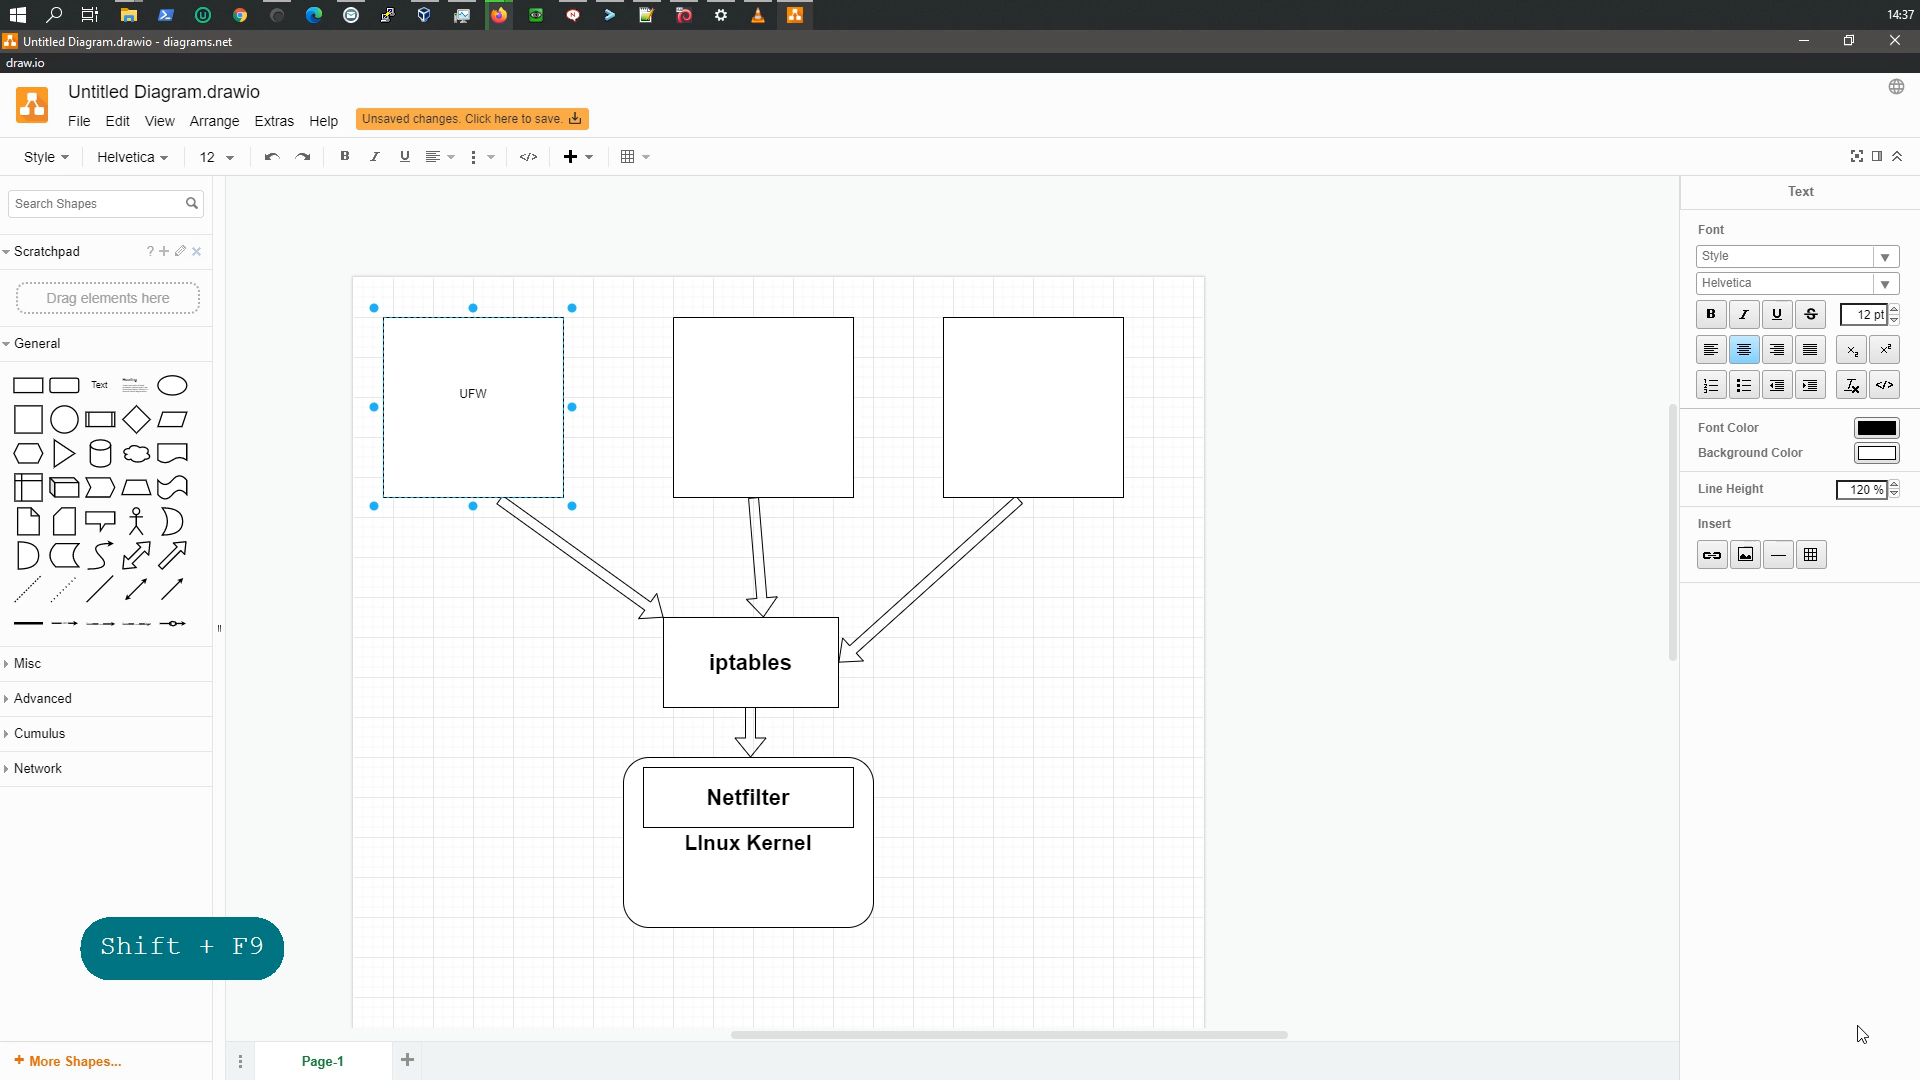 14:37
Untitled Diagram.drawio - diagrams.net
draw.io
Untitled Diagram.drawio
File Edit View Arrange Extras Help Unsaved changes. Click here to save.
Style Helvetica 12 B I U </>
Search Shapes
Scratchpad ?
Drag elements here
General
Text
Heading
Misc
Advanced
Cumulus
Network
Shift + F9
+ More Shapes...
UFW
iptables
Netfilter
LInux Kernel
Page-1
Text
Font
Style
Helvetica
B I U S 12 pt
Font Color
Background Color
Line Height 120 %
Insert